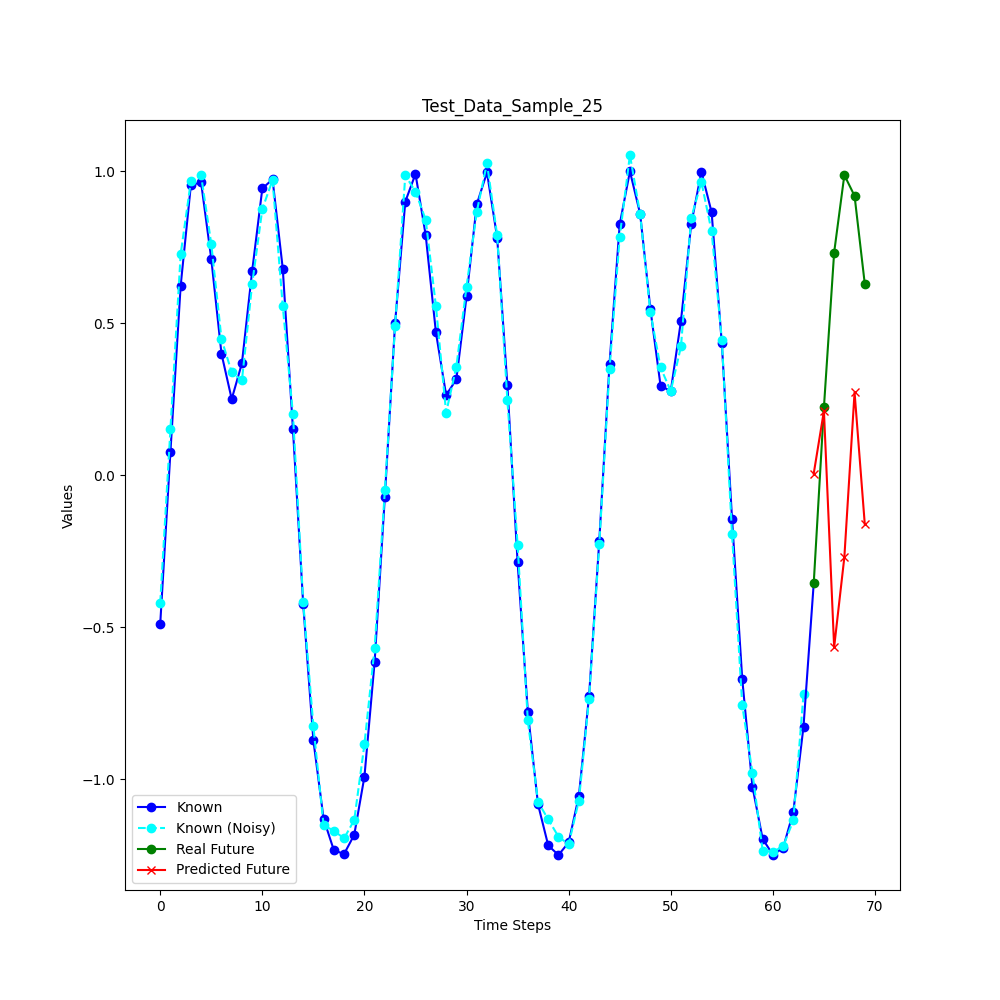 Test_Data_Sample_25
Values
1.0
0.5
0.0
−0.5
−1.0
Known
Known (Noisy)
Real Future
Predicted Future
0 10 20 30 40 50 60 70
Time Steps